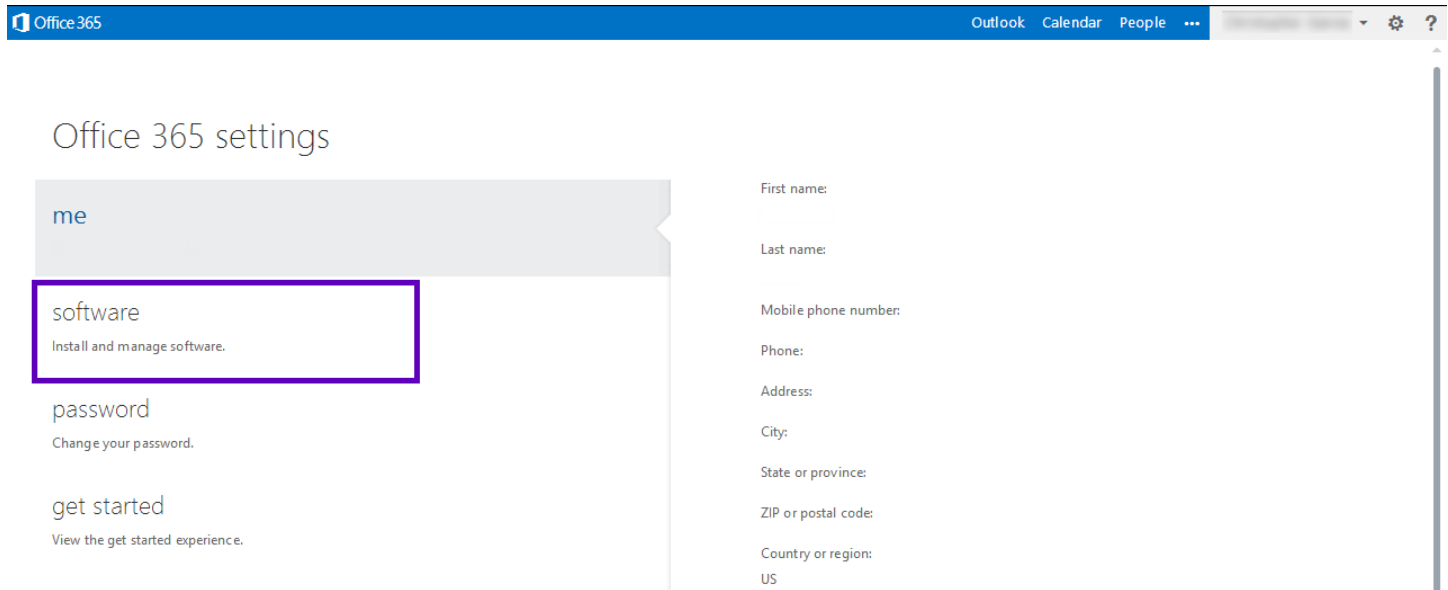 Office 365
Outlook Calendar People ••• ?
Office 365 settings
me
software
Install and manage software.
password
Change your password.
get started
View the get started experience.
First name:
Last name:
Mobile phone number:
Phone:
Address:
City:
State or province:
ZIP or postal code:
Country or region:
US